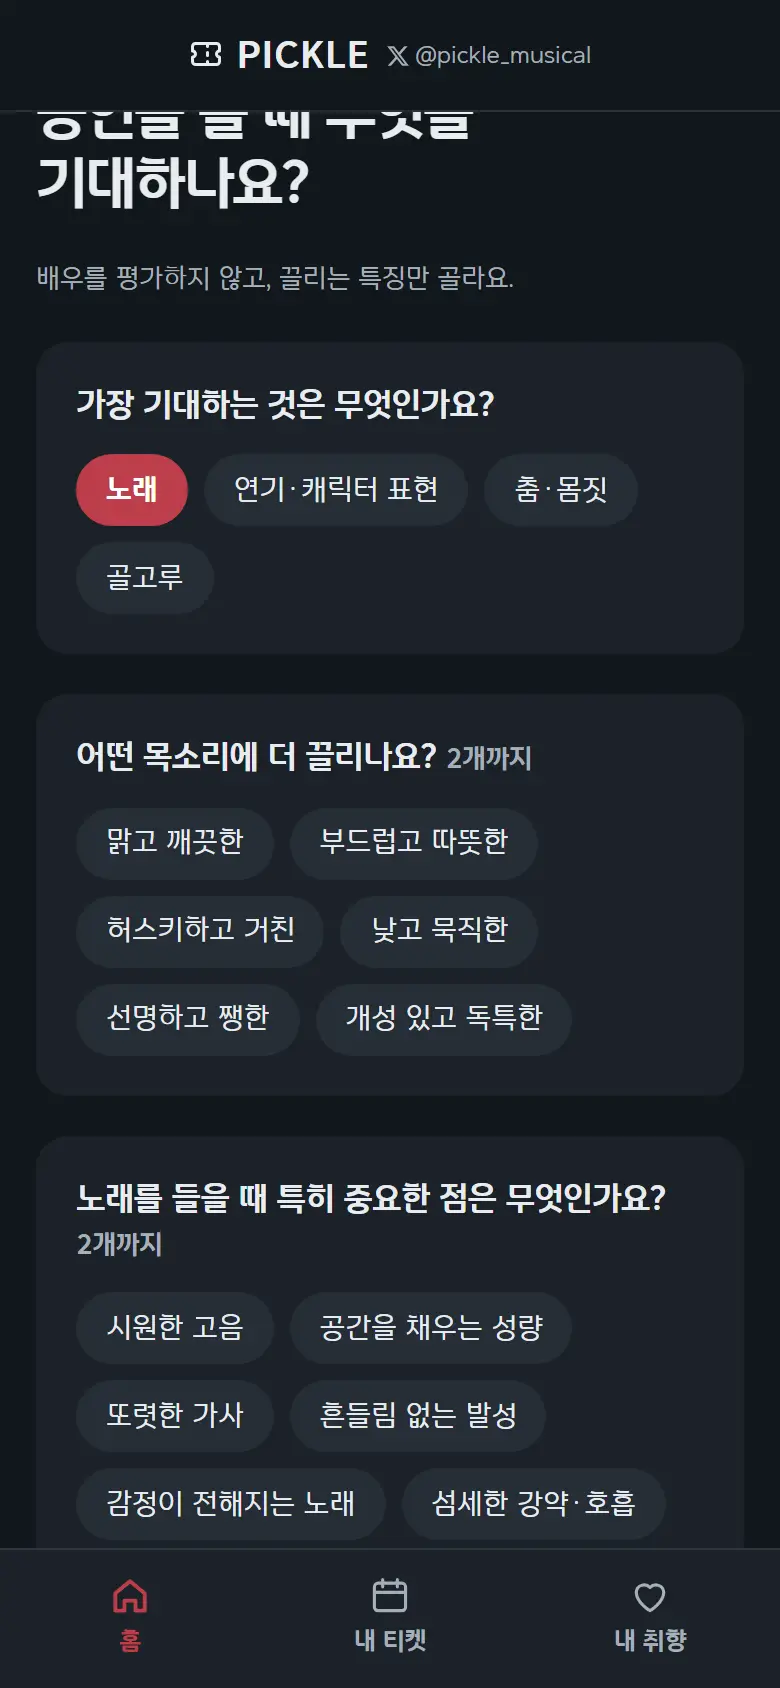 PICKLE @pickle_musical
공연을 볼 때 무엇을
기대하나요?
배우를 평가하지 않고, 끌리는 특징만 골라요.
가장 기대하는 것은 무엇인가요?
노래 연기·캐릭터 표현 춤·몸짓
골고루
어떤 목소리에 더 끌리나요? 2개까지
맑고 깨끗한 부드럽고 따뜻한
허스키하고 거친 낮고 묵직한
선명하고 쨍한 개성 있고 독특한
노래를 들을 때 특히 중요한 점은 무엇인가요?
2개까지
시원한 고음 공간을 채우는 성량
또렷한 가사 흔들림 없는 발성
감정이 전해지는 노래 섬세한 강약·호흡
홈 내 티켓 내 취향